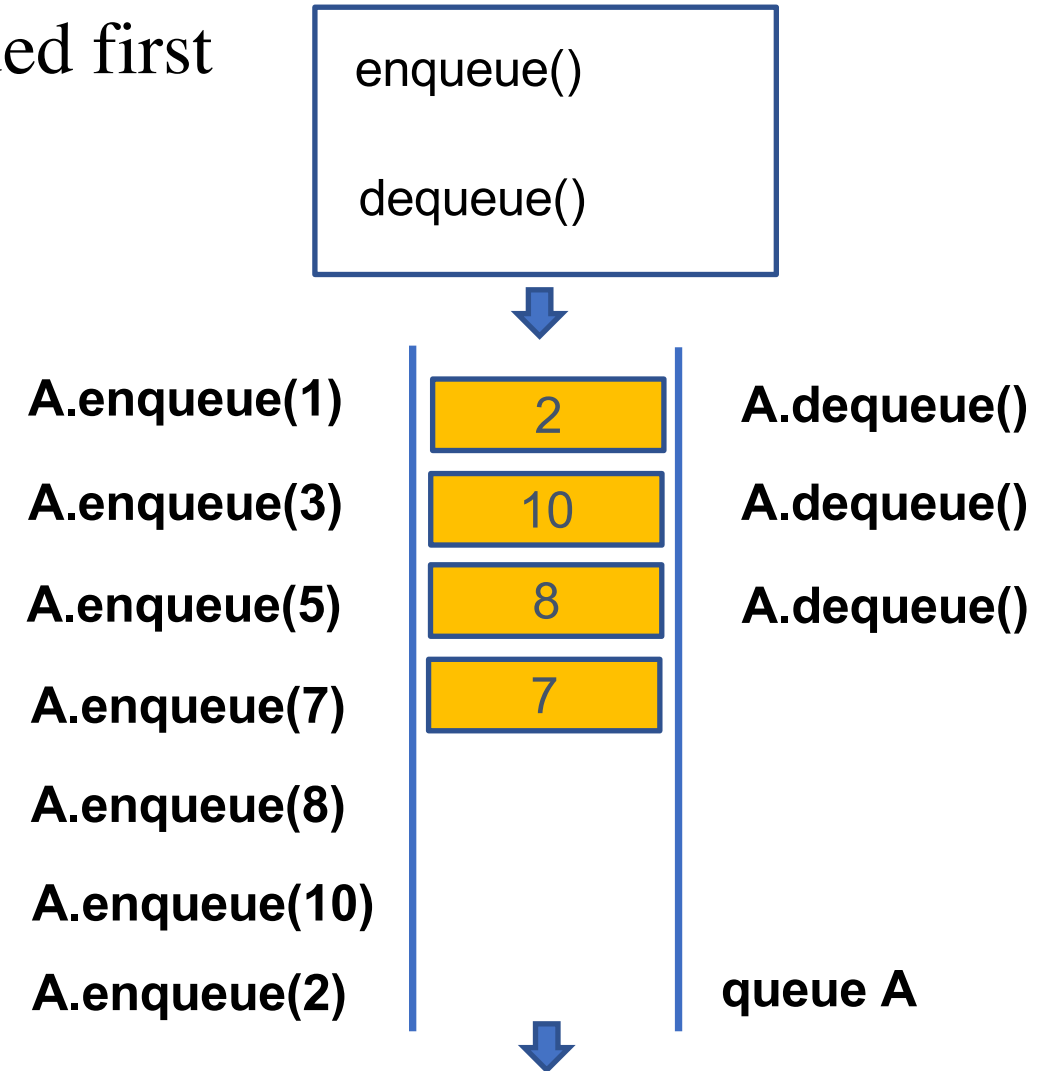 first
enqueue()
dequeue()
A.enqueue(1) 2 A.dequeue()
A.enqueue(3) 10 A.dequeue()
A.enqueue(5) 8 A.dequeue()
A.enqueue(7) 7
A.enqueue(8)
A.enqueue(10)
A.enqueue(2) queue A